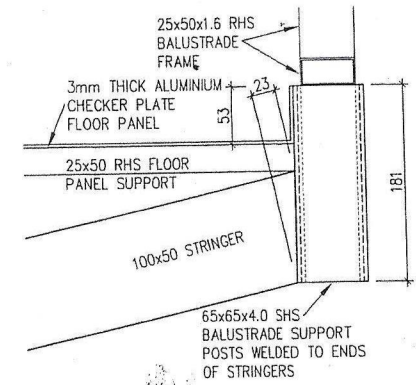 25x50x1.6 RHS
BALUSTRADE
FRAME
3mm THICK ALUMINIUM
CHECKER PLATE
FLOOR PANEL
23
53
25x50 RHS FLOOR
PANEL SUPPORT
181
100x50 STRINGER
65x65x4.0 SHS
BALUSTRADE SUPPORT
POSTS WELDED TO ENDS
OF STRINGERS